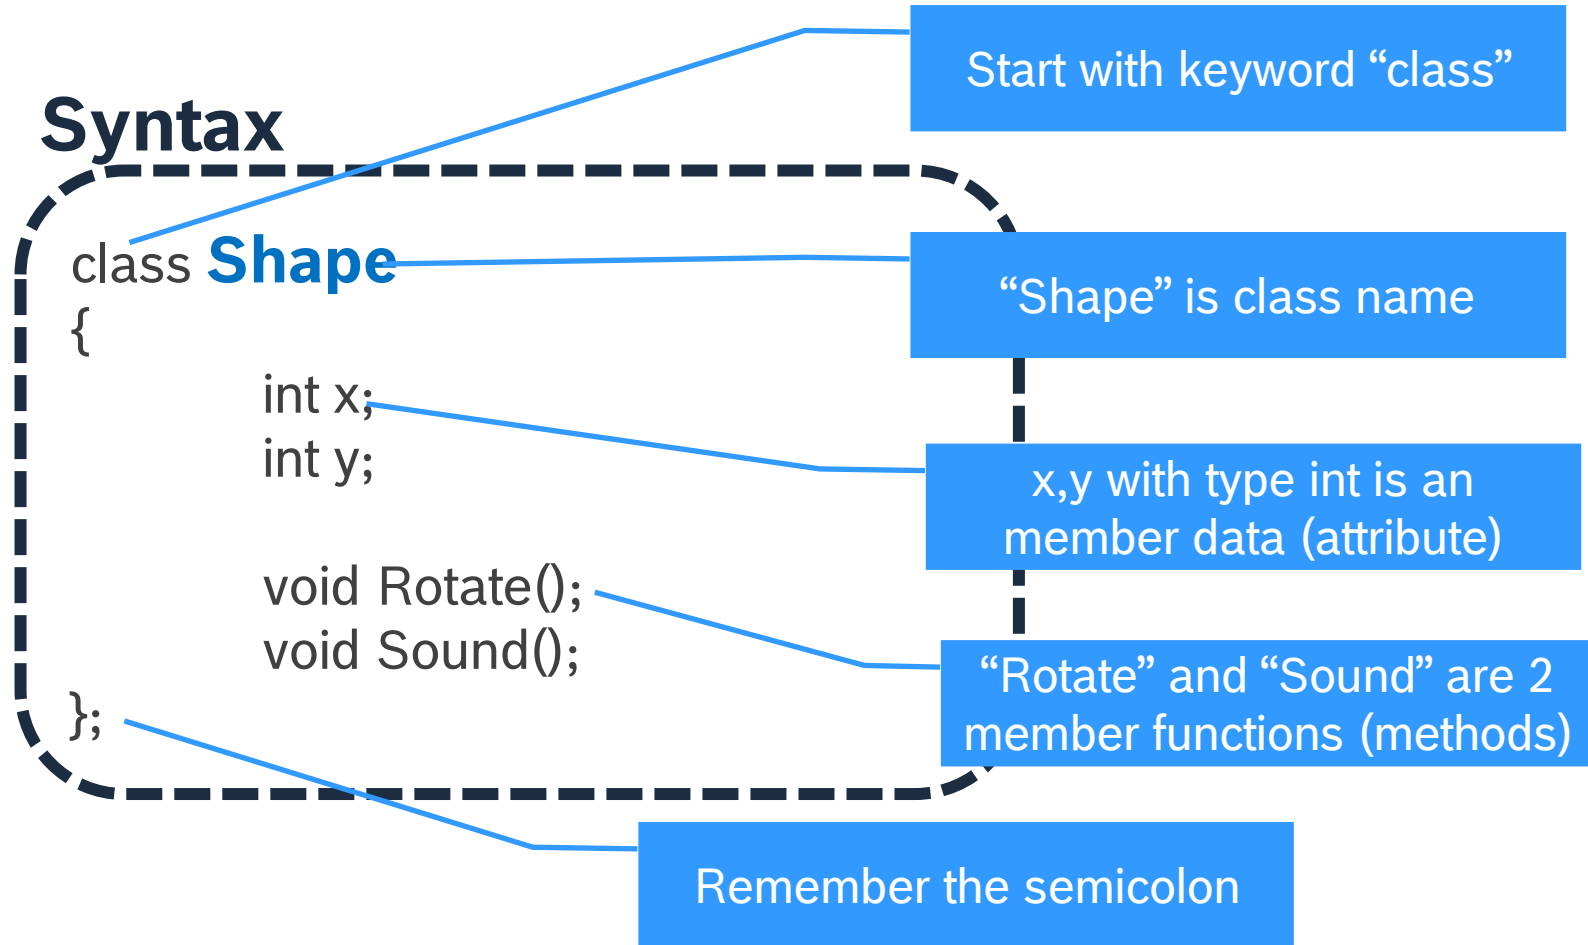 Syntax
class Shape
{
int x;
int y;
void Rotate();
void Sound();
};
Start with keyword “class”
“Shape” is class name
x,y with type int is an
member data (attribute)
“Rotate” and “Sound” are 2
member functions (methods)
Remember the semicolon